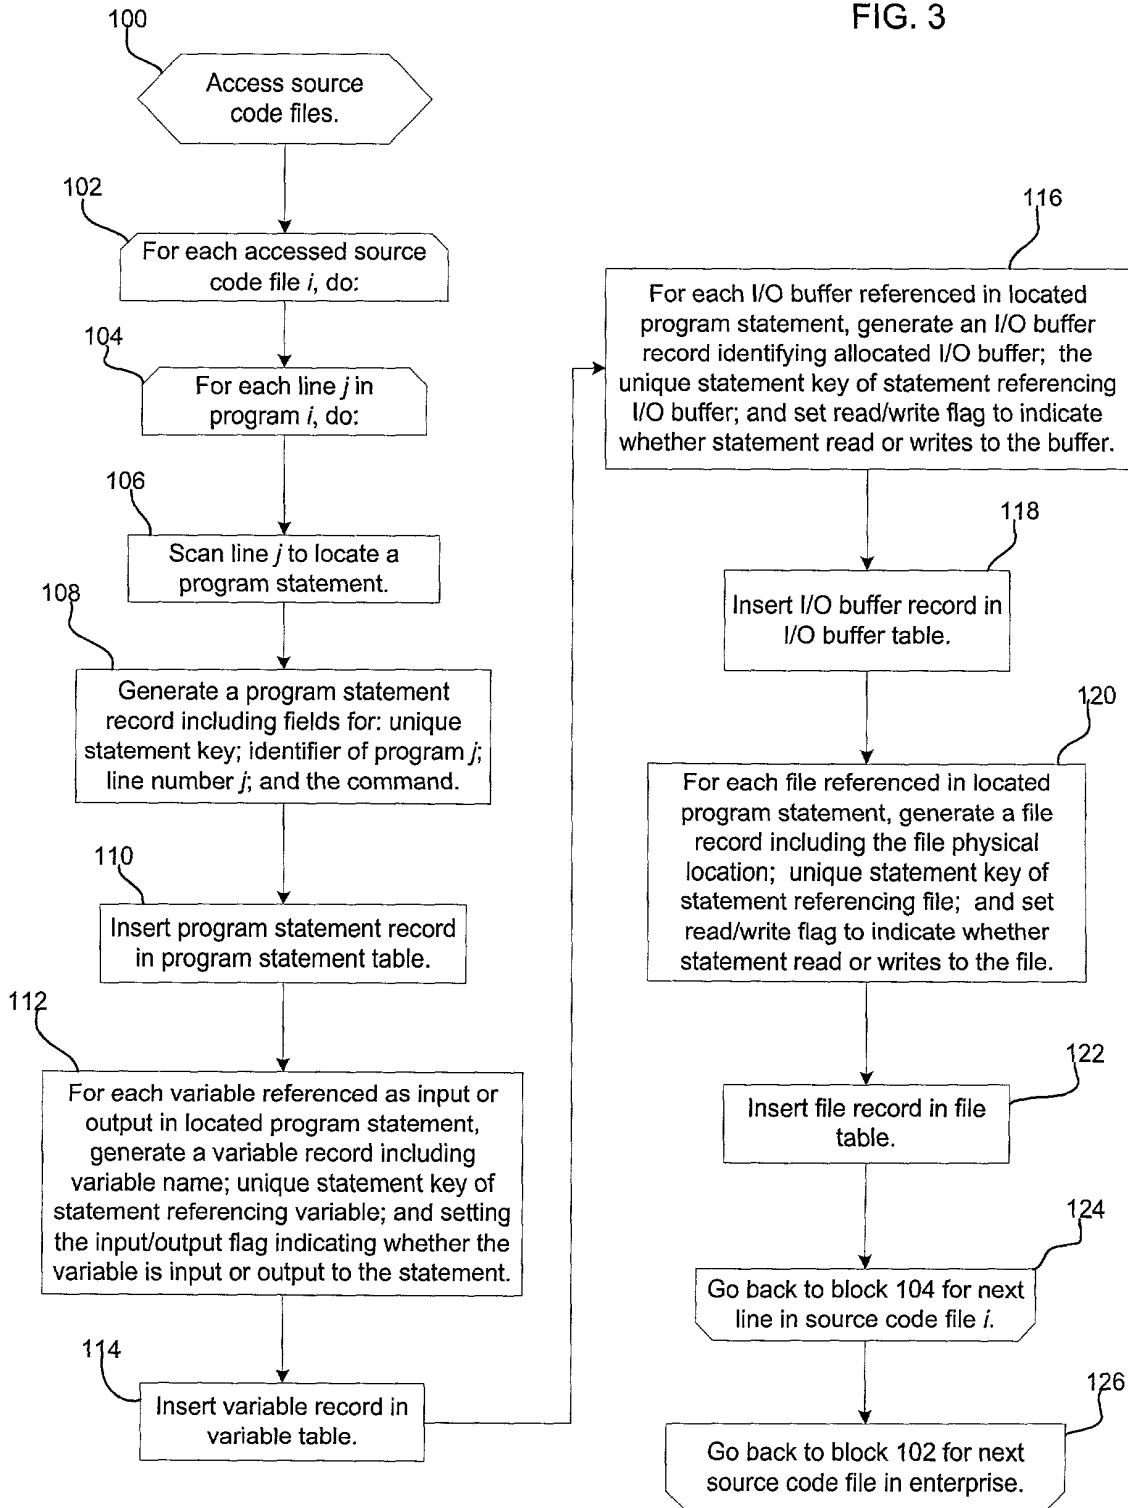 FIG. 3
100
Access source
code files.
102
For each accessed source
code file i, do:
104
For each line j in
program i, do:
106
Scan line j to locate a
program statement.
108
Generate a program statement
record including fields for: unique
statement key; identifier of program j;
line number j; and the command.
110
Insert program statement record
in program statement table.
112
For each variable referenced as input or
output in located program statement,
generate a variable record including
variable name; unique statement key of
statement referencing variable; and setting
the input/output flag indicating whether the
variable is input or output to the statement.
114
Insert variable record in
variable table.
116
For each I/O buffer referenced in located
program statement, generate an I/O buffer
record identifying allocated I/O buffer; the
unique statement key of statement referencing
I/O buffer; and set read/write flag to indicate
whether statement read or writes to the buffer.
118
Insert I/O buffer record in
I/O buffer table.
120
For each file referenced in located
program statement, generate a file
record including the file physical
location; unique statement key of
statement referencing file; and set
read/write flag to indicate whether
statement read or writes to the file.
122
Insert file record in file
table.
124
Go back to block 104 for next
line in source code file i.
126
Go back to block 102 for next
source code file in enterprise.